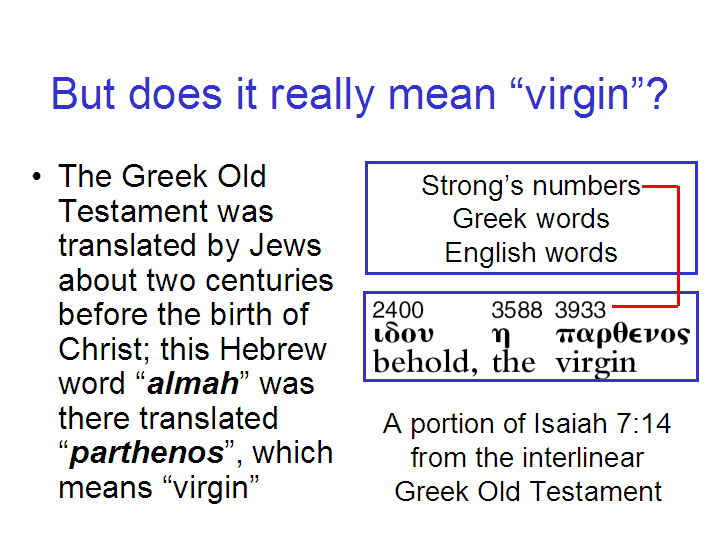 But does it really mean “virgin”?
• The Greek Old
Testament was
translated by Jews
about two centuries
before the birth of
Christ; this Hebrew
word “almah” was
there translated
“parthenos”, which
means “virgin”
Strong’s numbers
Greek words
English words
2400 3588 3933
ιδου η παρθενος
behold, the virgin
A portion of Isaiah 7:14
from the interlinear
Greek Old Testament